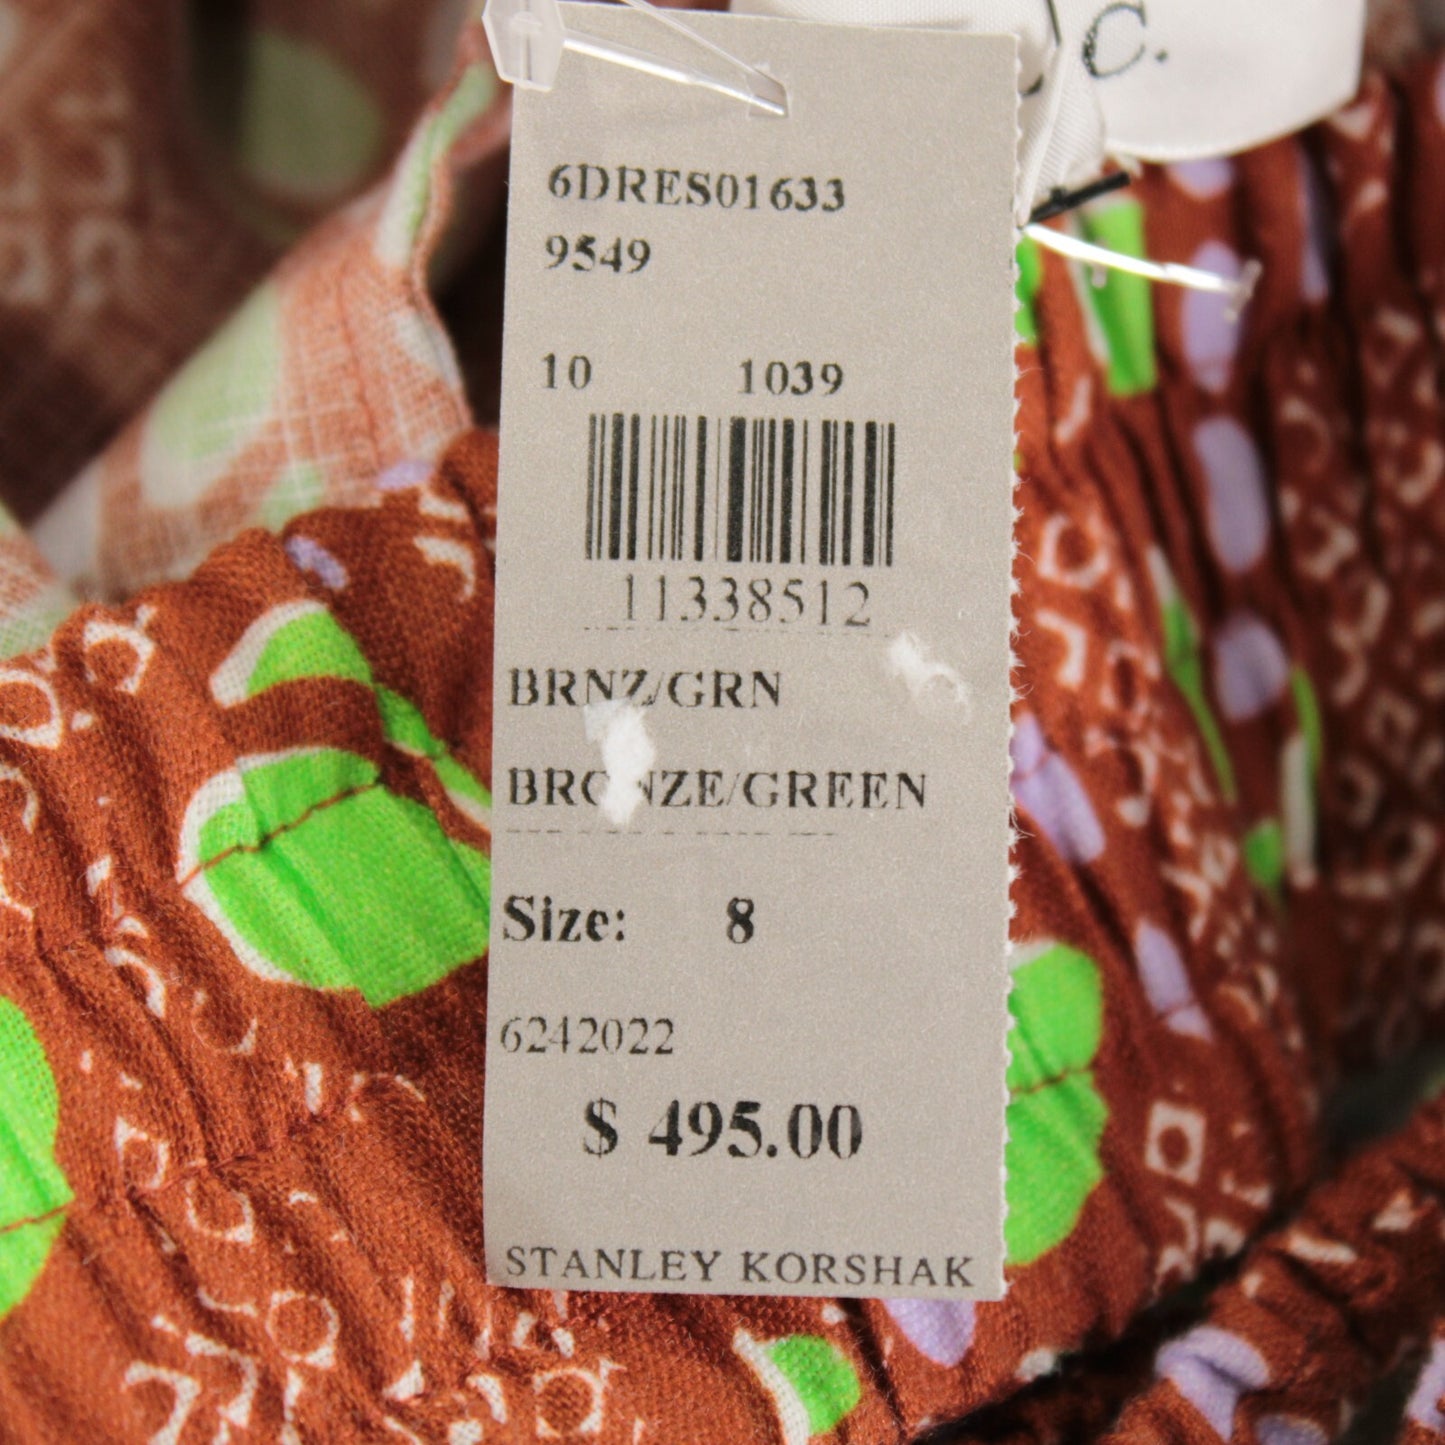 C.
6DRES01633
9549
10 1039
11338512
BRNZ/GRN
BRONZE/GREEN
Size: 8
6242022
$ 495.00
STANLEY KORSHAK